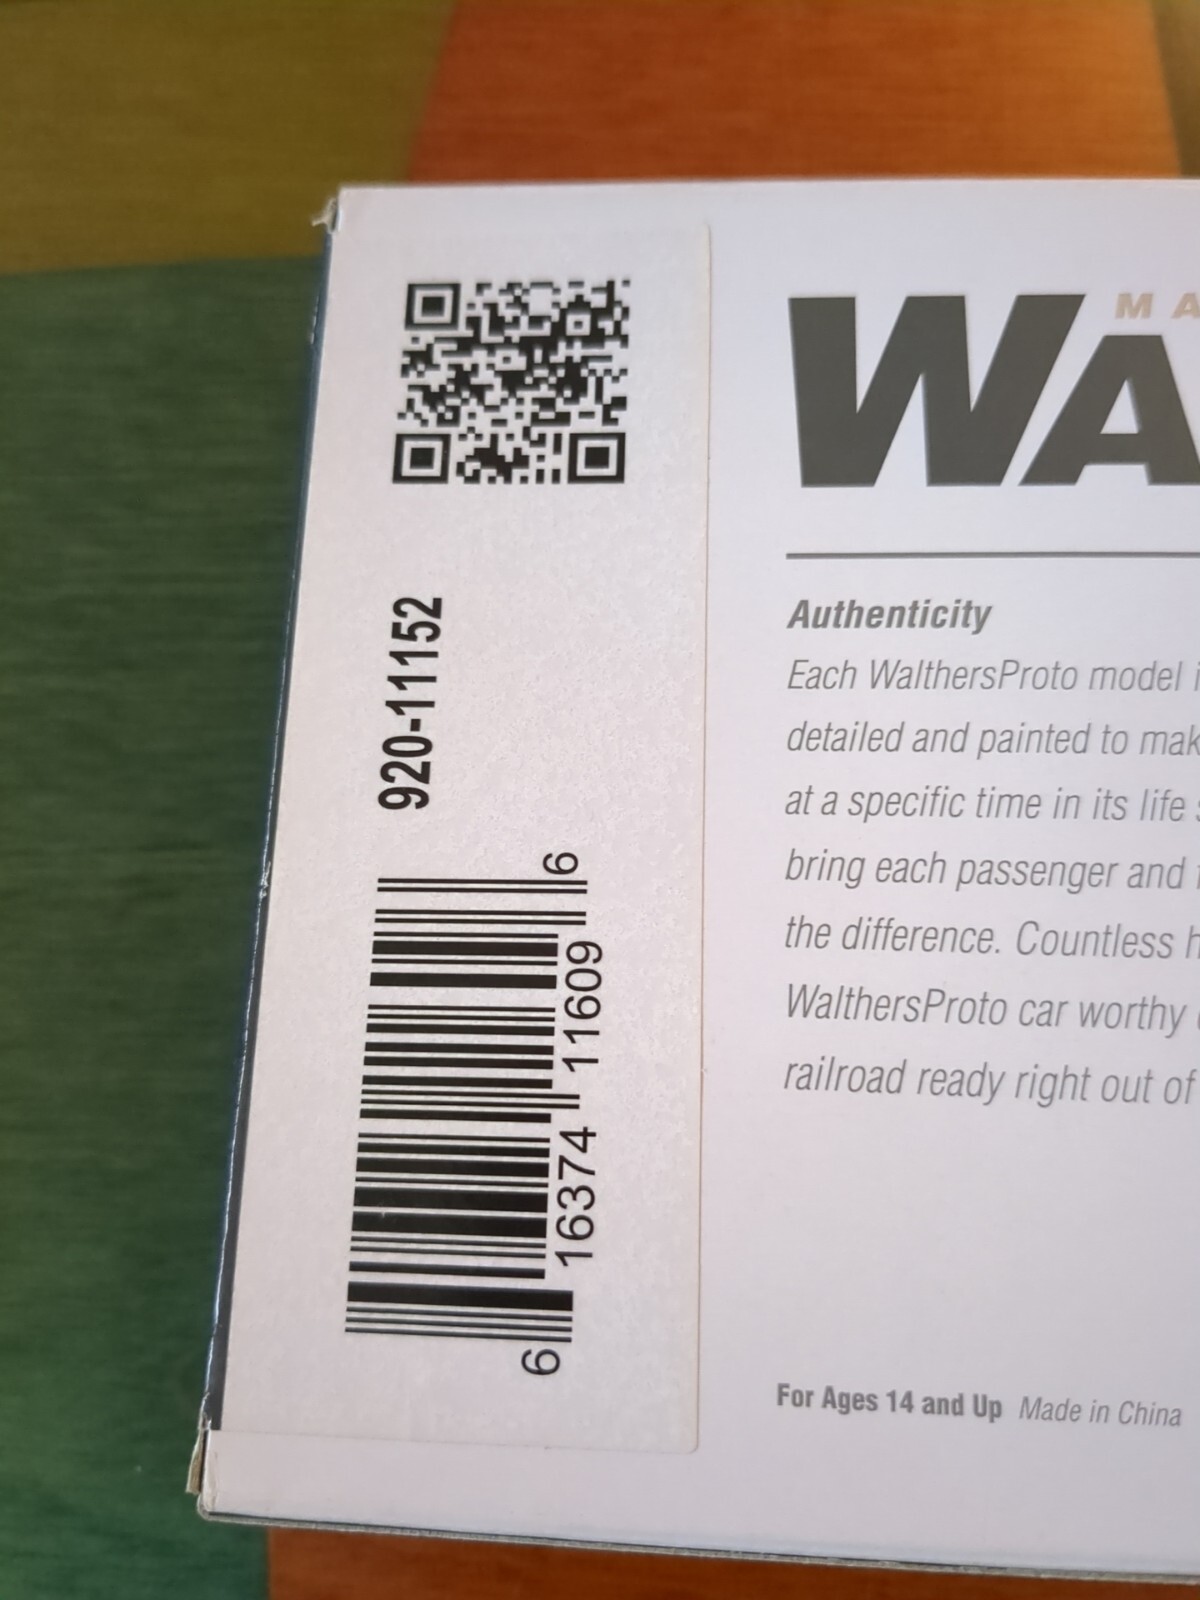 920-11152
6 16374 11609 6
MA
WA
Authenticity
Each WalthersProto model i
detailed and painted to mak
at a specific time in its life s
bring each passenger and f
the difference. Countless h
WalthersProto car worthy
railroad ready right out of
For Ages 14 and Up Made in China